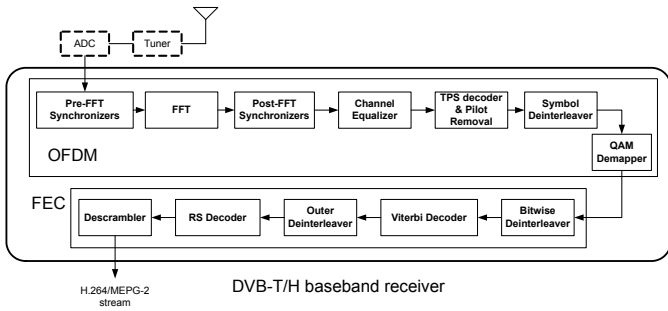 ADC
Tuner
Pre-FFT
Synchronizers
FFT
Post-FFT
Synchronizers
Channel
Equalizer
TPS decoder
& Pilot
Removal
Symbol
Deinterleaver
OFDM
QAM
Demapper
FEC
Descrambler
RS Decoder
Outer
Deinterleaver
Viterbi Decoder
Bitwise
Deinterleaver
H.264/MEPG-2
stream
DVB-T/H baseband receiver